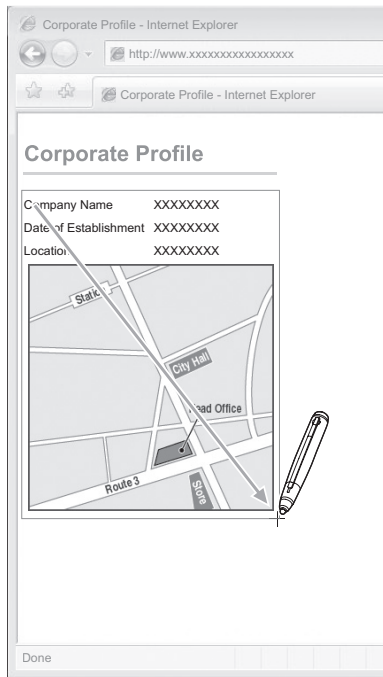 Corporate Profile - Internet Explorer
http://www.xxxxxxxxxxxxxxxxx
Corporate Profile - Internet Explorer
Corporate Profile
Company Name XXXXXXXX
Date of Establishment XXXXXXXX
Location XXXXXXXX
Station
City Hall
Head Office
Route 3
Store
Done